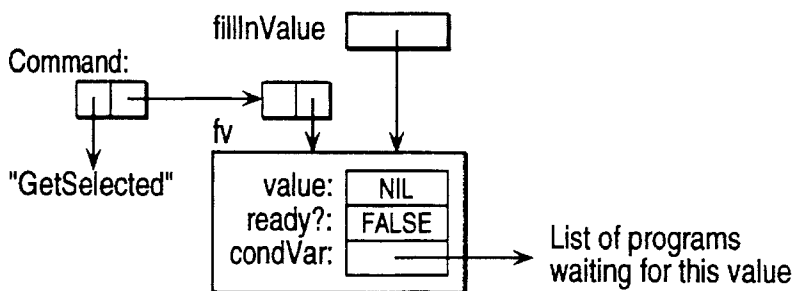 fillInValue
Command:
fv
"GetSelected"
value: NIL
ready?: FALSE
condVar:
List of programs
waiting for this value